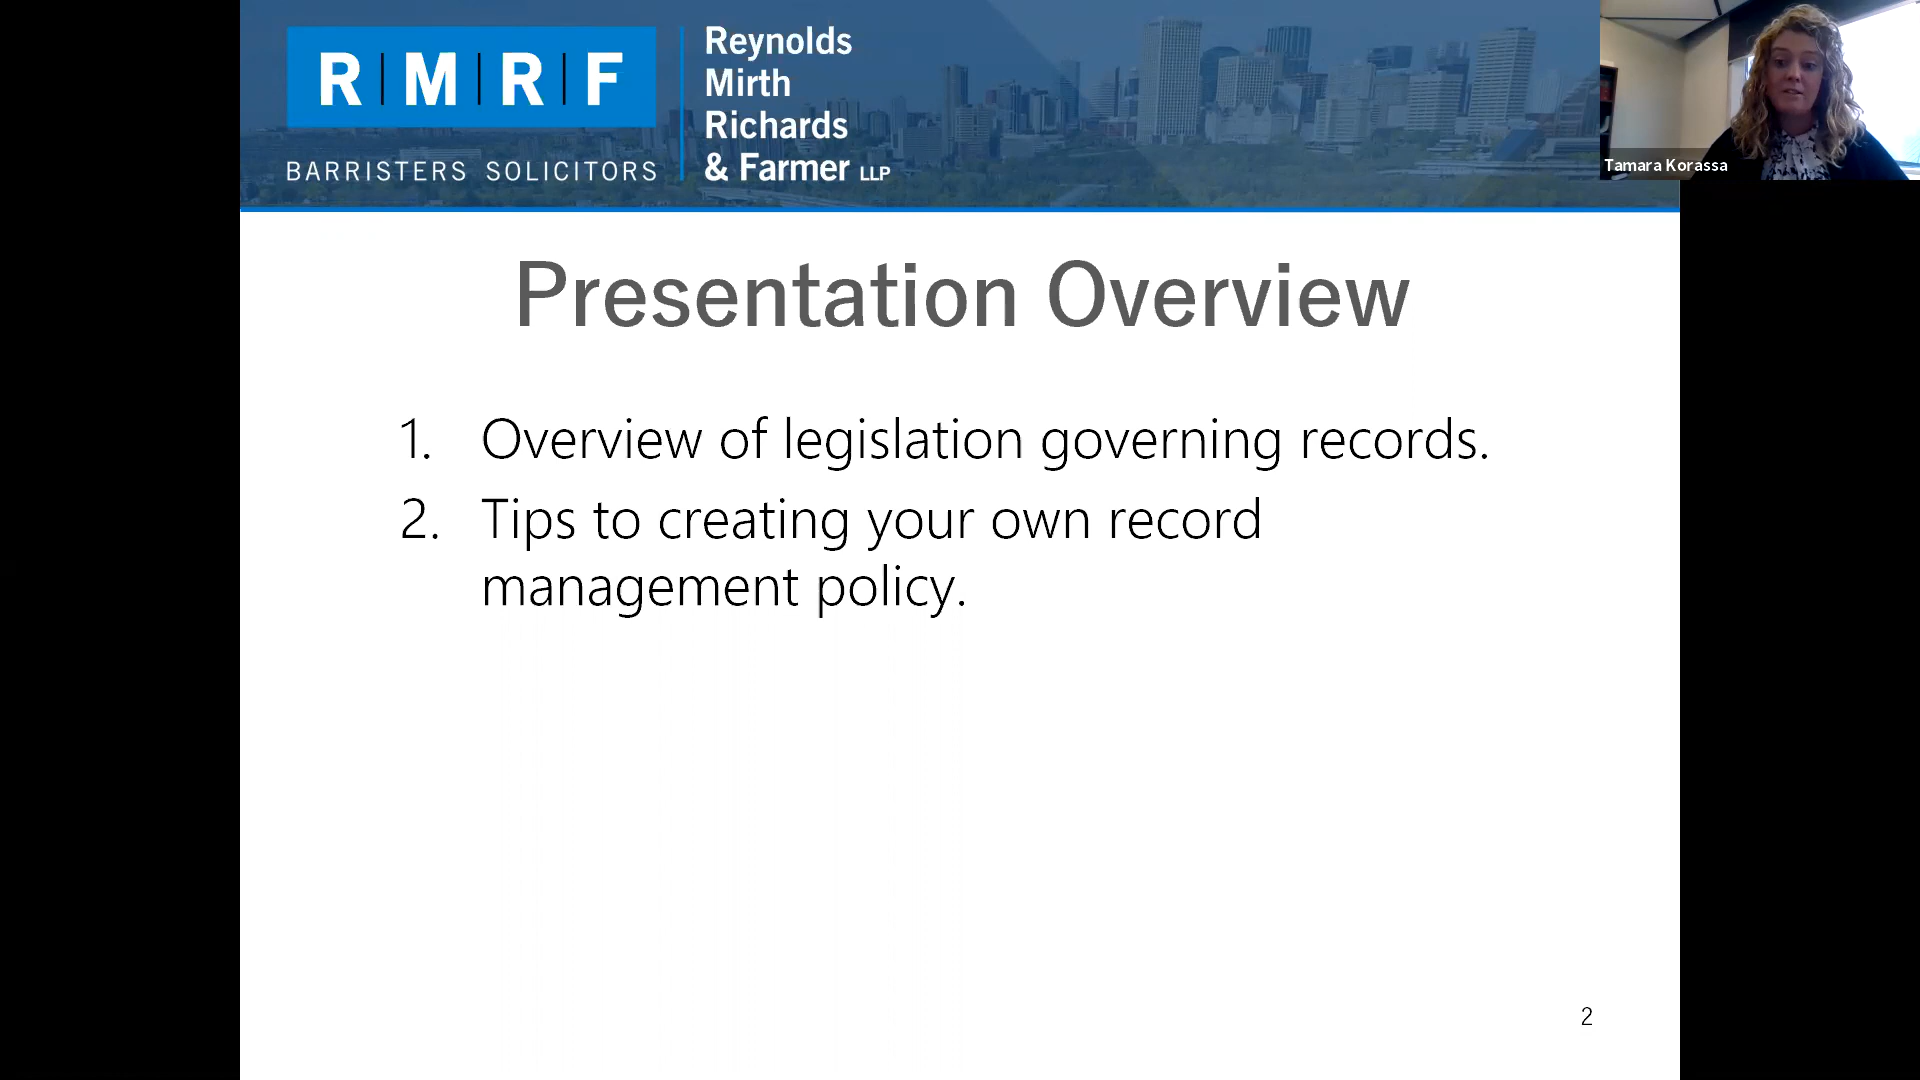 R M R F
BARRISTERS SOLICITORS
Reynolds
Mirth
Richards
& Farmer LLP
Tamara Korassa
Presentation Overview
1. Overview of legislation governing records.
2. Tips to creating your own record
management policy.
2